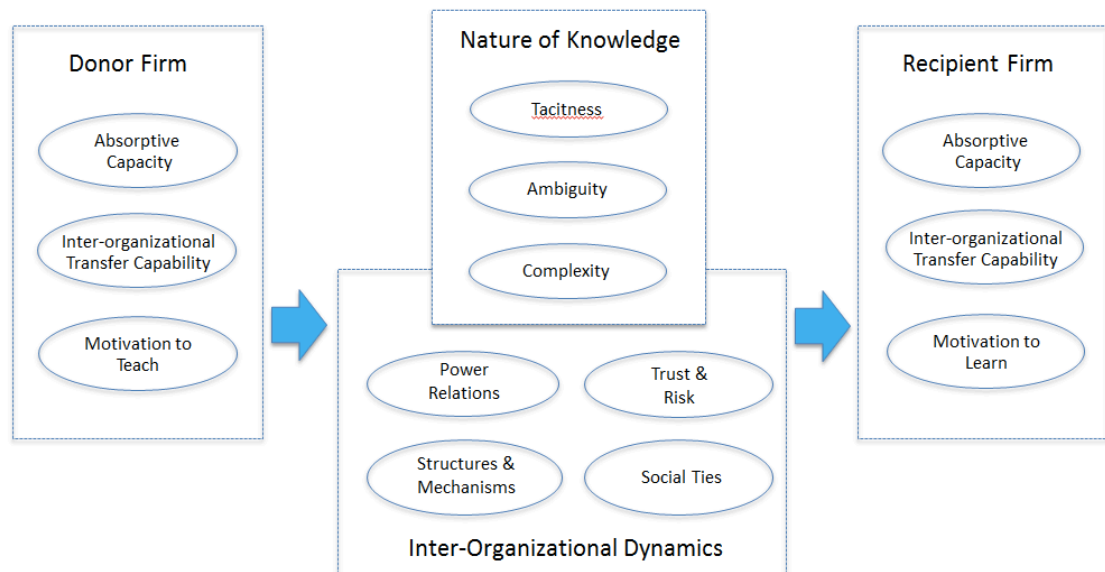 Donor Firm
Absorptive
Capacity
Inter-organizational
Transfer Capability
Motivation to
Teach
Nature of Knowledge
Tacitness
Ambiguity
Complexity
Power
Relations
Trust &
Risk
Structures &
Mechanisms
Social Ties
Inter-Organizational Dynamics
Recipient Firm
Absorptive
Capacity
Inter-organizational
Transfer Capability
Motivation to
Learn